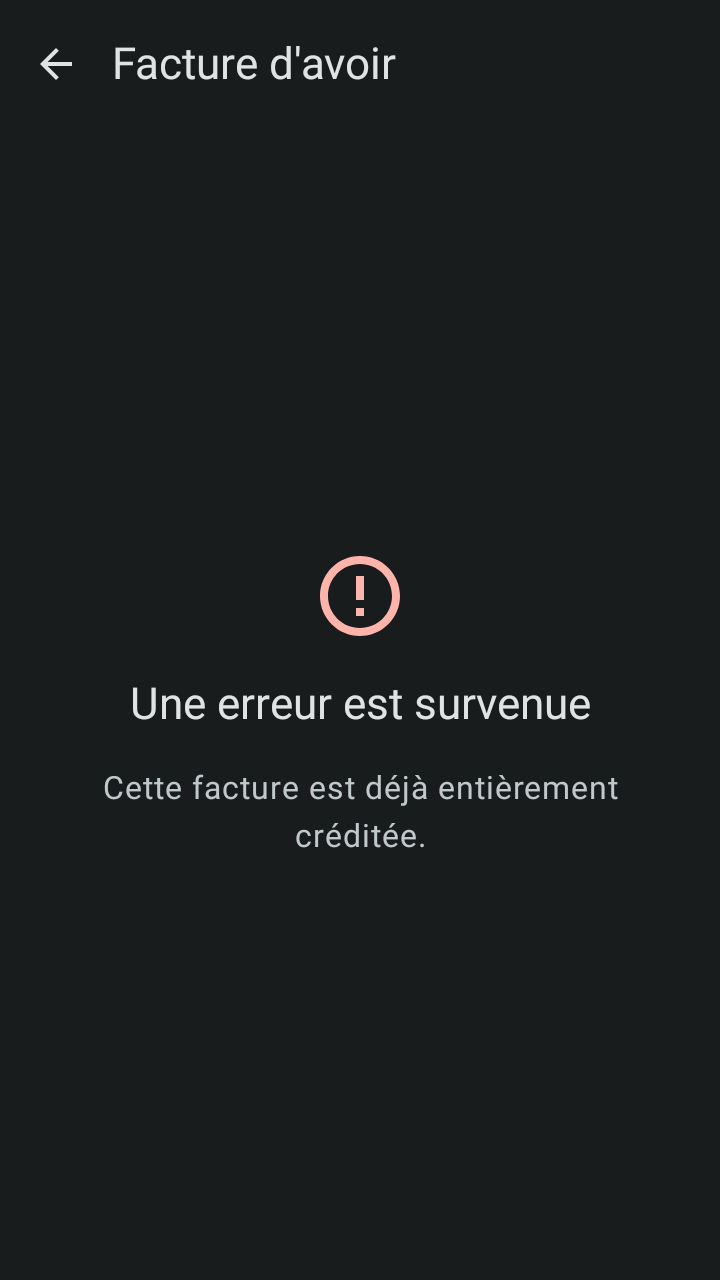 Facture d'avoir
Une erreur est survenue
Cette facture est déjà entièrement
créditée.